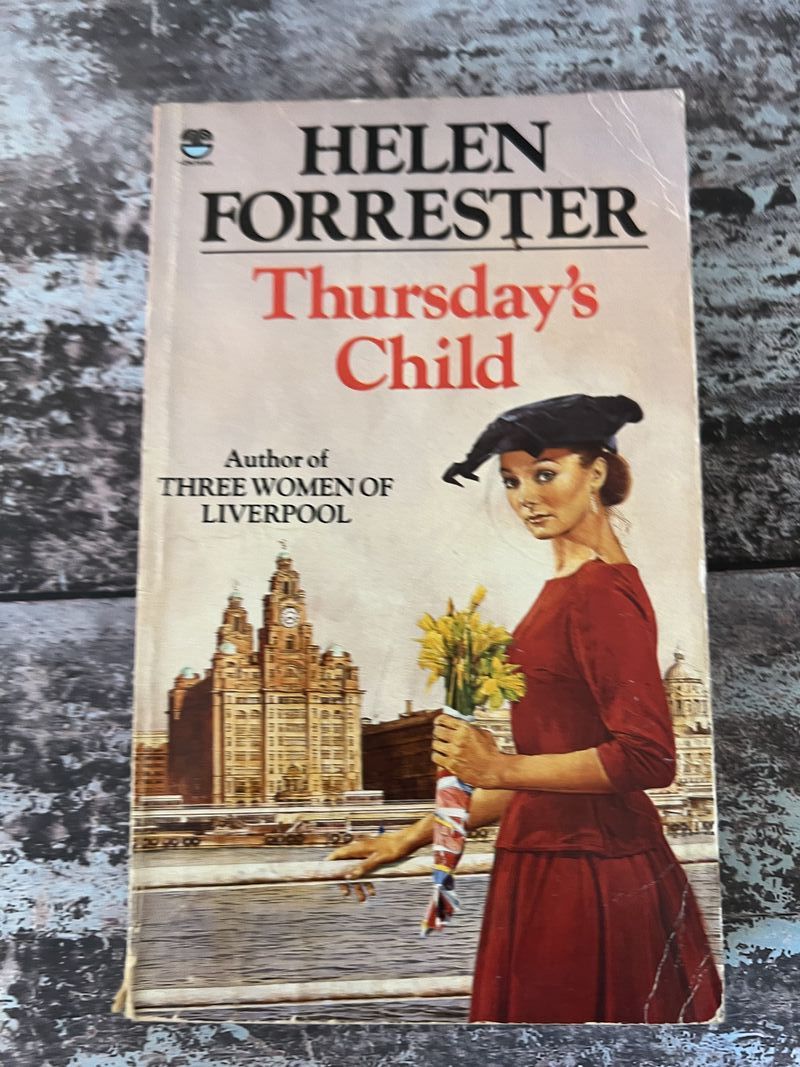 HELEN
FORRESTER
Thursday's
Child
Author of
THREE WOMEN OF
LIVERPOOL